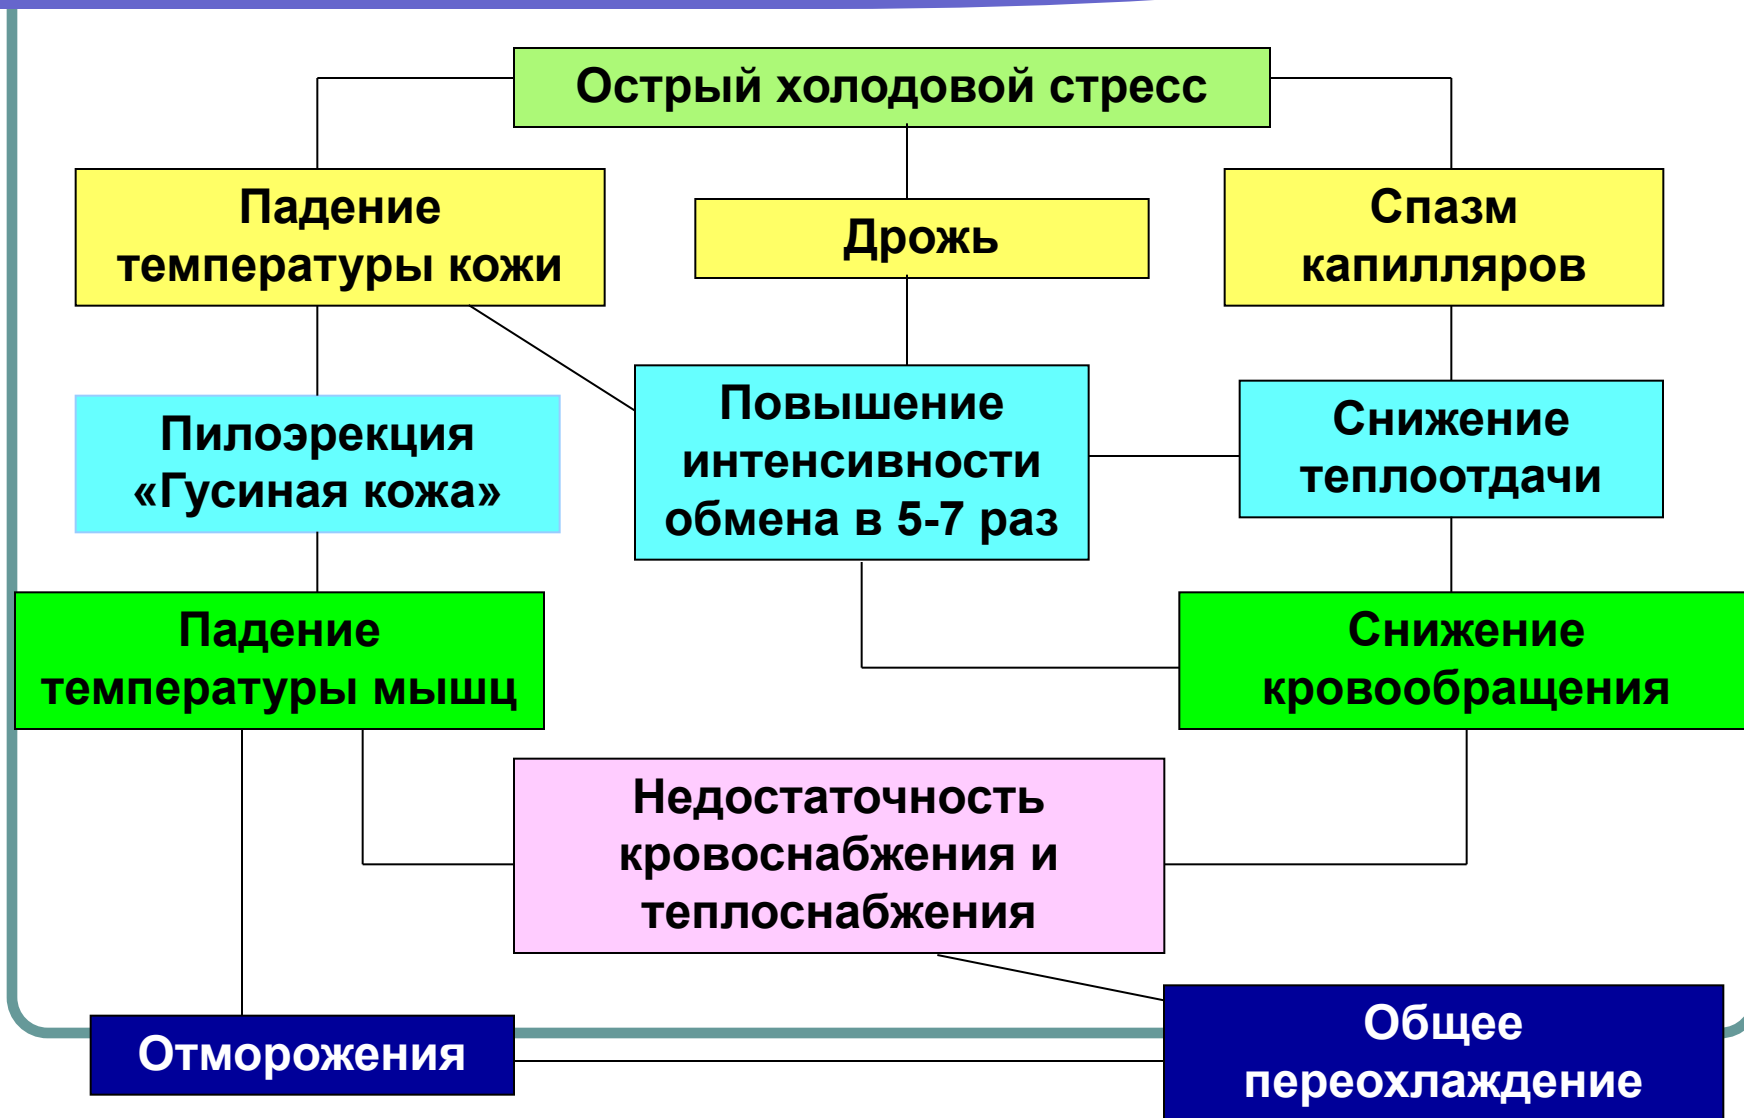 Острый холодовой стресс
Падение
температуры кожи
Дрожь
Спазм
капилляров
Пилоэрекция
«Гусиная кожа»
Повышение
интенсивности
обмена в 5-7 раз
Снижение
теплоотдачи
Падение
температуры мышц
Снижение
кровообращения
Недостаточность
кровоснабжения и
теплоснабжения
Отморожения
Общее
переохлаждение